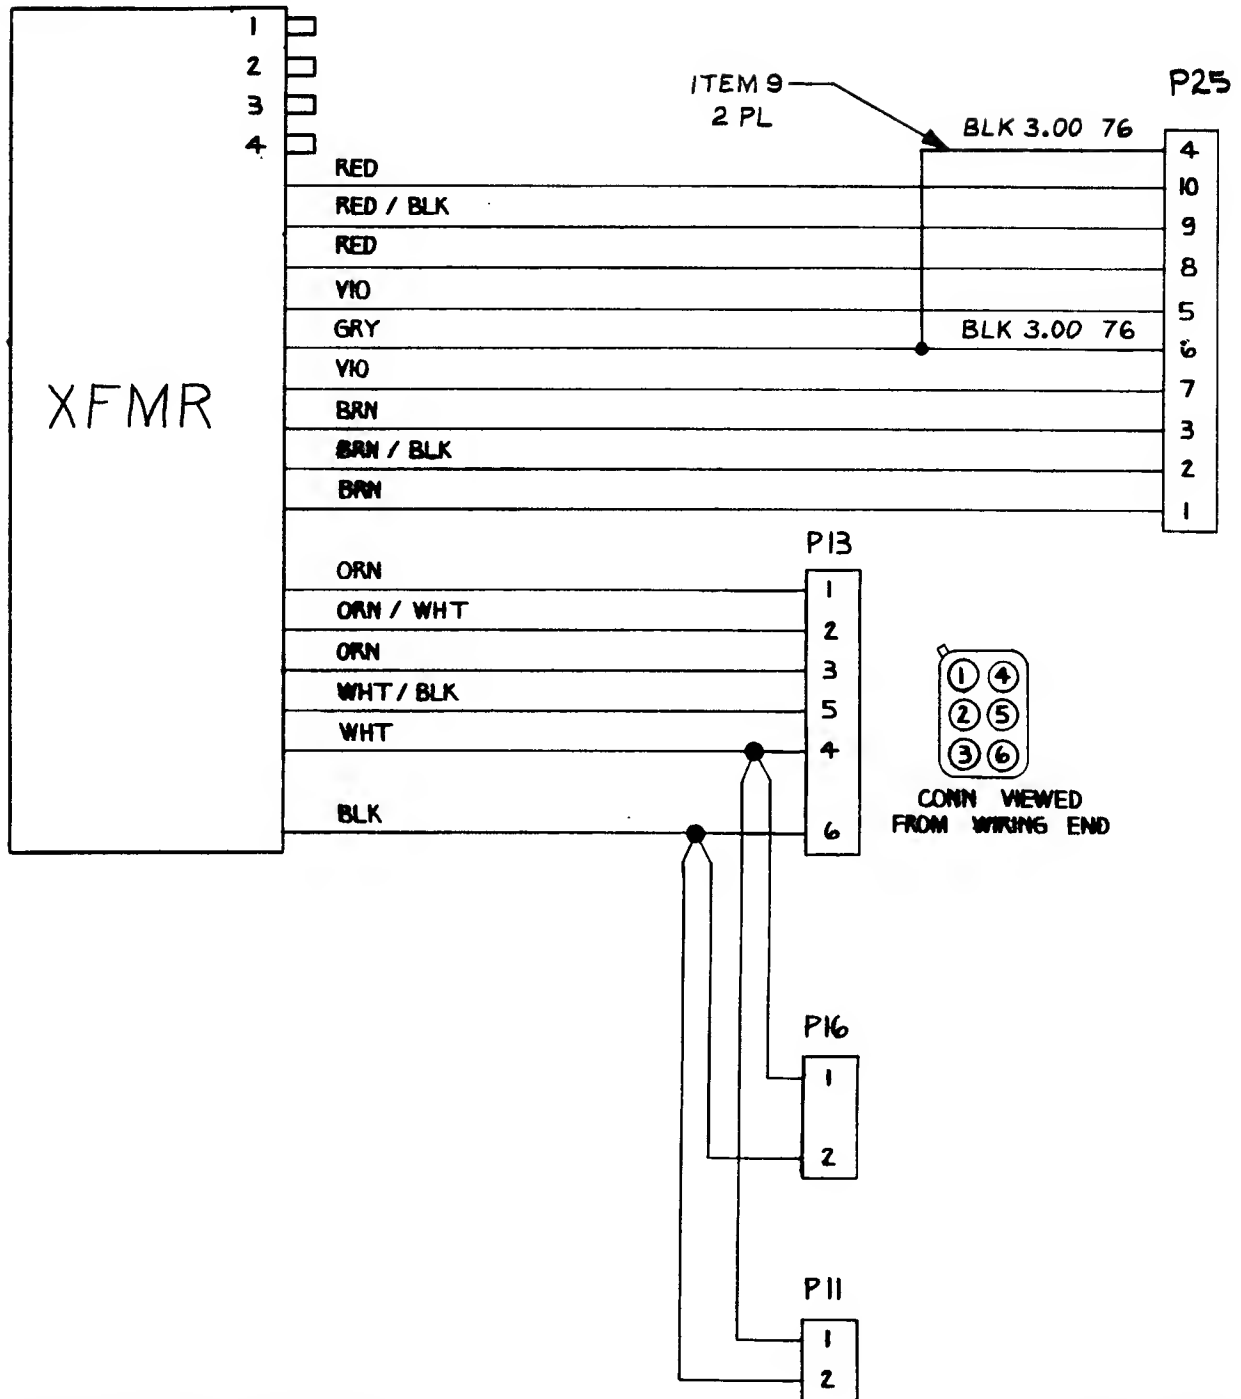 1
2
3
4
XFMR
ITEM 9
2 PL
P25
BLK 3.00 76
4
RED
10
RED / BLK
9
RED
8
VIO
5
GRY
BLK 3.00 76
6
VIO
7
BRN
3
BRN / BLK
2
BRN
1
P13
ORN
1
ORN / WHT
2
ORN
3
WHT / BLK
5
WHT
4
BLK
6
1 4
2 5
3 6
CONN VIEWED
FROM WIRING END
P16
1
2
P11
1
2